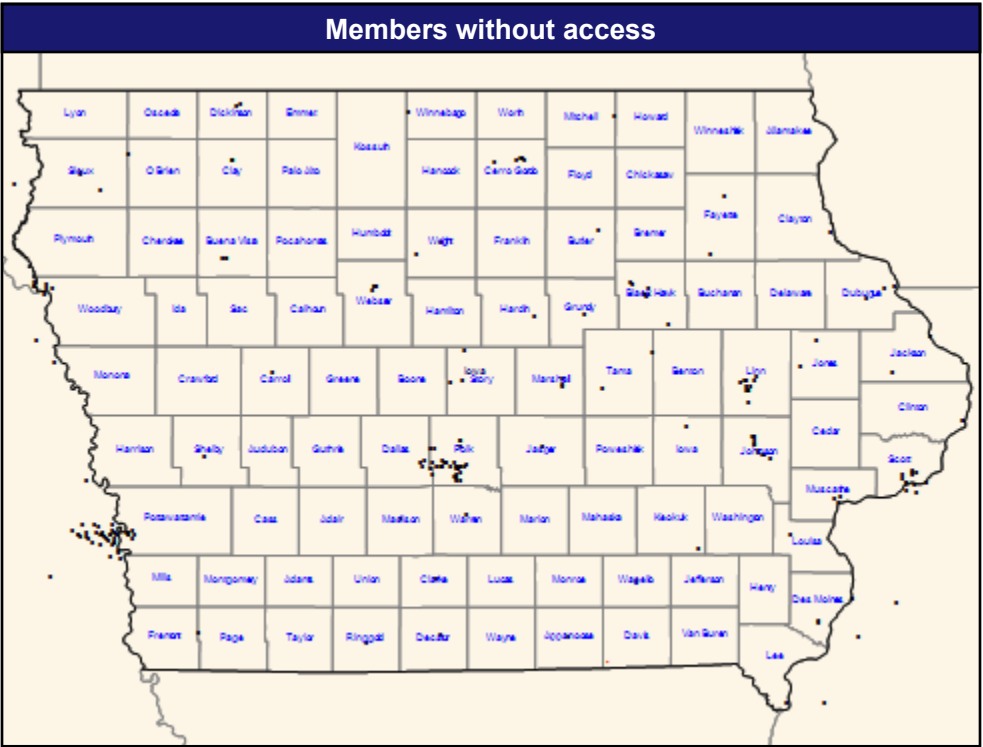 Members without access
Lyon Osceola Dickinson Emmet Winnebago Worth Mitchell Howard
Kossuth Winneshiek Allamakee
Sioux O'Brien Clay Palo Alto Hancock Cerro Gordo Floyd Chickasaw
Fayette Clayton
Plymouth Cherokee Buena Vista Pocahontas Humboldt Wright Franklin Butler Bremer
Woodbury Ida Sac Calhoun Webster Hamilton Hardin Grundy Black Hawk Buchanan Delaware Dubuque
Monona Crawford Carroll Greene Boone Iowa Story Marshall Tama Benton Linn Jones Jackson
Clinton
Harrison Shelby Audubon Guthrie Dallas Polk Jasper Poweshiek Iowa Johnson Cedar
Scott
Muscatine
Pottawattamie Cass Adair Madison Warren Marion Mahaska Keokuk Washington
Louisa
Mills Montgomery Adams Union Clarke Lucas Monroe Wapello Jefferson Henry
Des Moines
Fremont Page Taylor Ringgold Decatur Wayne Appanoose Davis Van Buren
Lee